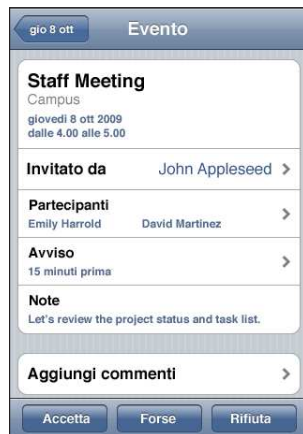 gio 8 ott Evento
Staff Meeting
Campus
giovedì 8 ott 2009
dalle 4.00 alle 5.00
Invitato da John Appleseed
Partecipanti
Emily Harrold David Martinez
Avviso
15 minuti prima
Note
Let's review the project status and task list.
Aggiungi commenti
Accetta Forse Rifiuta